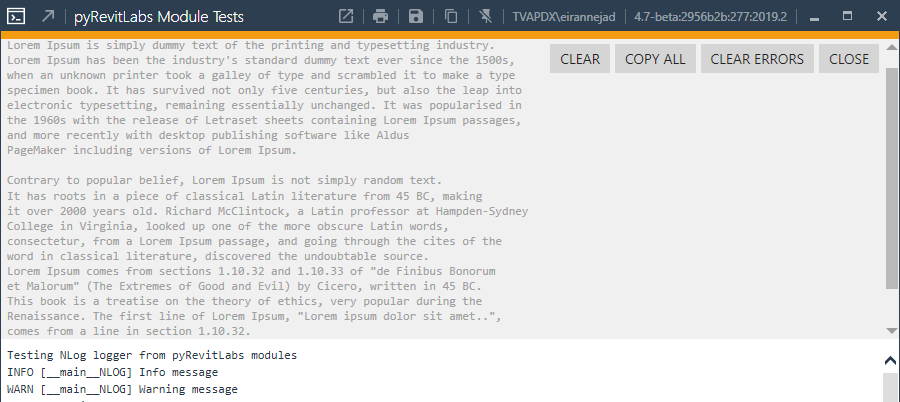 pyRevitLabs Module Tests
TVAPDX\eirannejad
4.7-beta:2956b2b:277:2019.2
CLEAR
COPY ALL
CLEAR ERRORS
CLOSE
Lorem Ipsum is simply dummy text of the printing and typesetting industry.
Lorem Ipsum has been the industry's standard dummy text ever since the 1500s,
when an unknown printer took a galley of type and scrambled it to make a type
specimen book. It has survived not only five centuries, but also the leap into
electronic typesetting, remaining essentially unchanged. It was popularised in
the 1960s with the release of Letraset sheets containing Lorem Ipsum passages,
and more recently with desktop publishing software like Aldus
PageMaker including versions of Lorem Ipsum.
Contrary to popular belief, Lorem Ipsum is not simply random text.
It has roots in a piece of classical Latin literature from 45 BC, making
it over 2000 years old. Richard McClintock, a Latin professor at Hampden-Sydney
College in Virginia, looked up one of the more obscure Latin words,
consectetur, from a Lorem Ipsum passage, and going through the cites of the
word in classical literature, discovered the undoubtable source.
Lorem Ipsum comes from sections 1.10.32 and 1.10.33 of "de Finibus Bonorum
et Malorum" (The Extremes of Good and Evil) by Cicero, written in 45 BC.
This book is a treatise on the theory of ethics, very popular during the
Renaissance. The first line of Lorem Ipsum, "Lorem ipsum dolor sit amet..",
comes from a line in section 1.10.32.
Testing NLog logger from pyRevitLabs modules
INFO [__main__NLOG] Info message
WARN [__main__NLOG] Warning message